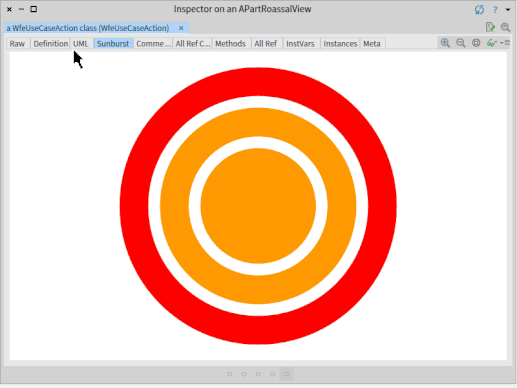 Inspector on an APartRoassalView
a WfeUseCaseAction class (WfeUseCaseAction)
Raw Definition UML Sunburst Comme ... All Ref C... Methods All Ref InstVars Instances Meta